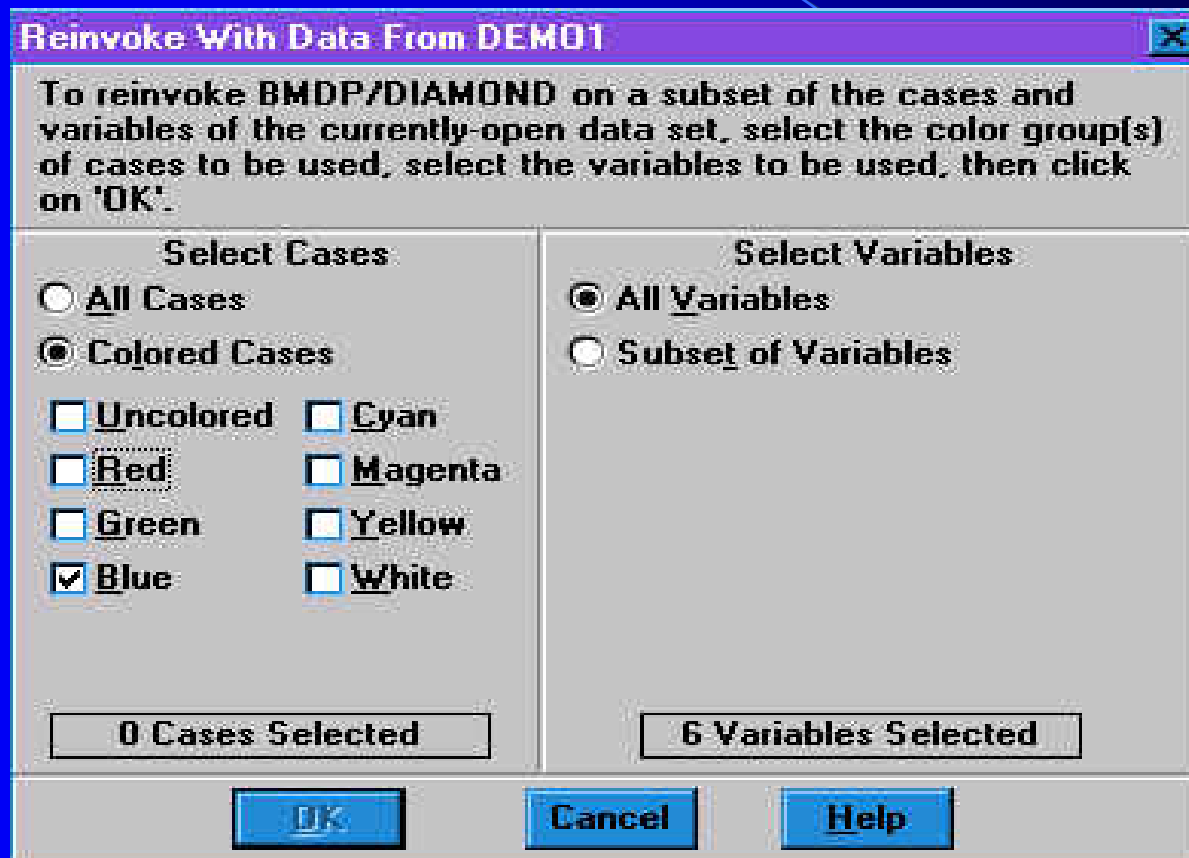 Reinvoke With Data From DEMO1
To reinvoke BMDP/DIAMOND on a subset of the cases and
variables of the currently-open data set, select the color group(s)
of cases to be used, select the variables to be used, then click
on 'OK'.
Select Cases
All Cases
Colored Cases
Uncolored
Cyan
Red
Magenta
Green
Yellow
Blue
White
0 Cases Selected
Select Variables
All Variables
Subset of Variables
6 Variables Selected
OK
Cancel
Help